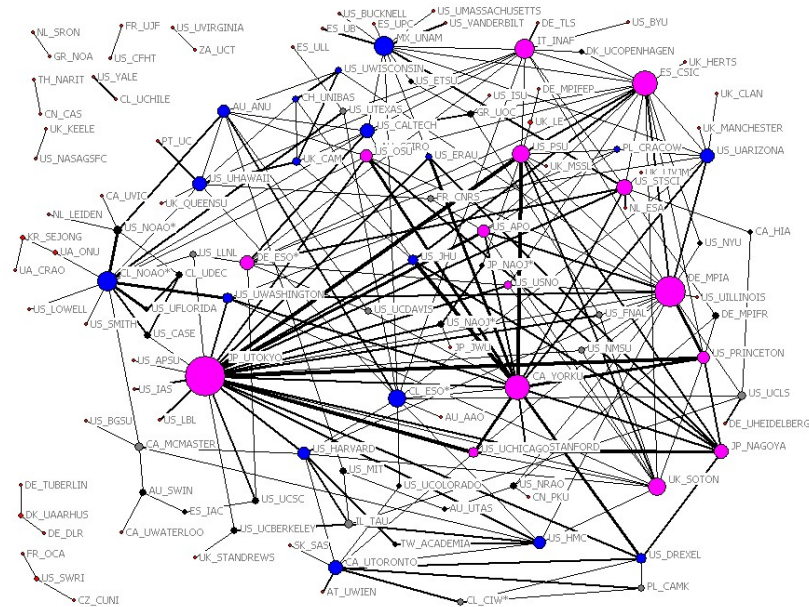 US_BUCKNELL
US_UMASSACHUSETTS
ES_UPC
US_VANDERBILT
DE_TLS
US_BYU
ES_UB
MX_UNAM
NL_SRON
FR_UJF
US_UVIRGINIA
GR_NOA
US_CFHT
ZA_UCT
ES_ULL
IT_INAF
DK_UCOPENHAGEN
UK_HERTS
TH_NARIT
US_YALE
US_UWISCONSIN
US_ETSU
ES_CSIC
CL_UCHILE
CH_UNIBAS
US_ISU
DE_MPIFEP
UK_CLAN
CN_CAS
AU_ANU
US_UTEXAS
GR_UOC
UK_LE
UK_KEELE
US_CALTECH
UK_MANCHESTER
PT_UC
US_OSU
US_ERAU
US_PSU
PL_CRACOW
US_UARIZONA
US_NASAGSFC
UK_CAM
UK_MSSL
US_UHAWAII
US_STSCI
CA_UVIC
UK_QUEENSU
FR_CNRS
NL_ESA
NL_LEIDEN
US_NOAO*
US_APO
CA_HIA
KR_SEJONG
UA_ONU
US_LLNL
DE_ESO*
US_JHU
JP_NAOJ*
US_NYU
UA_CRAO
CL_NOAO*
CL_UDEC
US_USNO
DE_MPIA
US_LOWELL
US_UFLORIDA
US_UWASHINGTON
US_UILLINOIS
US_SMITH
US_CASE
US_UCDAVIS
US_NAOJ*
US_FNAL
DE_MPIFR
JP_JWU
US_NMSU
US_APSU
JP_UTOKYO
US_PRINCETON
US_IAS
CL_ESO*
CA_YORKU
US_UCLS
US_LBL
AU_AAO
US_BGSU
DE_UHEIDELBERG
CA_MCMASTER
US_HARVARD
US_UCHICAGO
STANFORD
JP_NAGOYA
US_MIT
DE_TUBERLIN
AU_SWIN
US_UCSC
US_UCOLORADO
US_NRAO
UK_SOTON
CN_PKU
DK_UAARHUS
ES_IAC
AU_UTAS
DE_DLR
CA_UWATERLOO
US_UCBERKELEY
IL_TAU
FR_OCA
UK_STANDREWS
SK_SAS
TW_ACADEMIA
US_HMC
CA_UTORONTO
US_DREXEL
US_SWRI
AT_UWIEN
PL_CAMK
CZ_CUNI
CL_CIW*